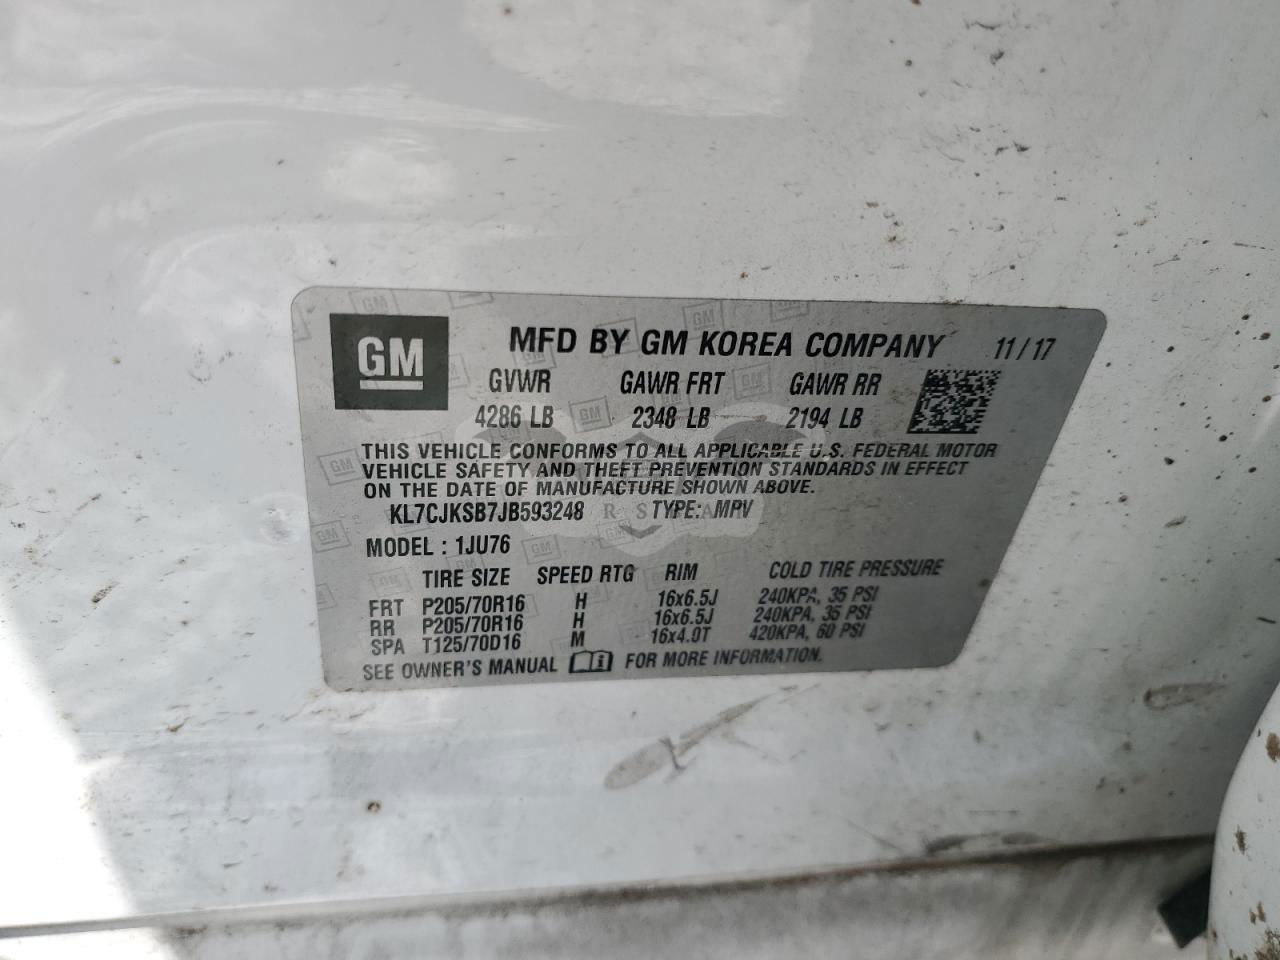 GM
MFD BY GM KOREA COMPANY 11/17
GVWR GAWR FRT GAWR RR
4286 LB 2348 LB 2194 LB
THIS VEHICLE CONFORMS TO ALL APPLICABLE U.S. FEDERAL MOTOR
VEHICLE SAFETY AND THEFT PREVENTION STANDARDS IN EFFECT
ON THE DATE OF MANUFACTURE SHOWN ABOVE.
KL7CJKSB7JB593248 TYPE: MPV
MODEL : 1JU76
TIRE SIZE SPEED RTG RIM COLD TIRE PRESSURE
FRT P205/70R16 H 16x6.5J 240KPA, 35 PSI
RR P205/70R16 H 16x6.5J 240KPA, 35 PSI
SPA T125/70D16 M 16x4.0T 420KPA, 60 PSI
SEE OWNER'S MANUAL FOR MORE INFORMATION.